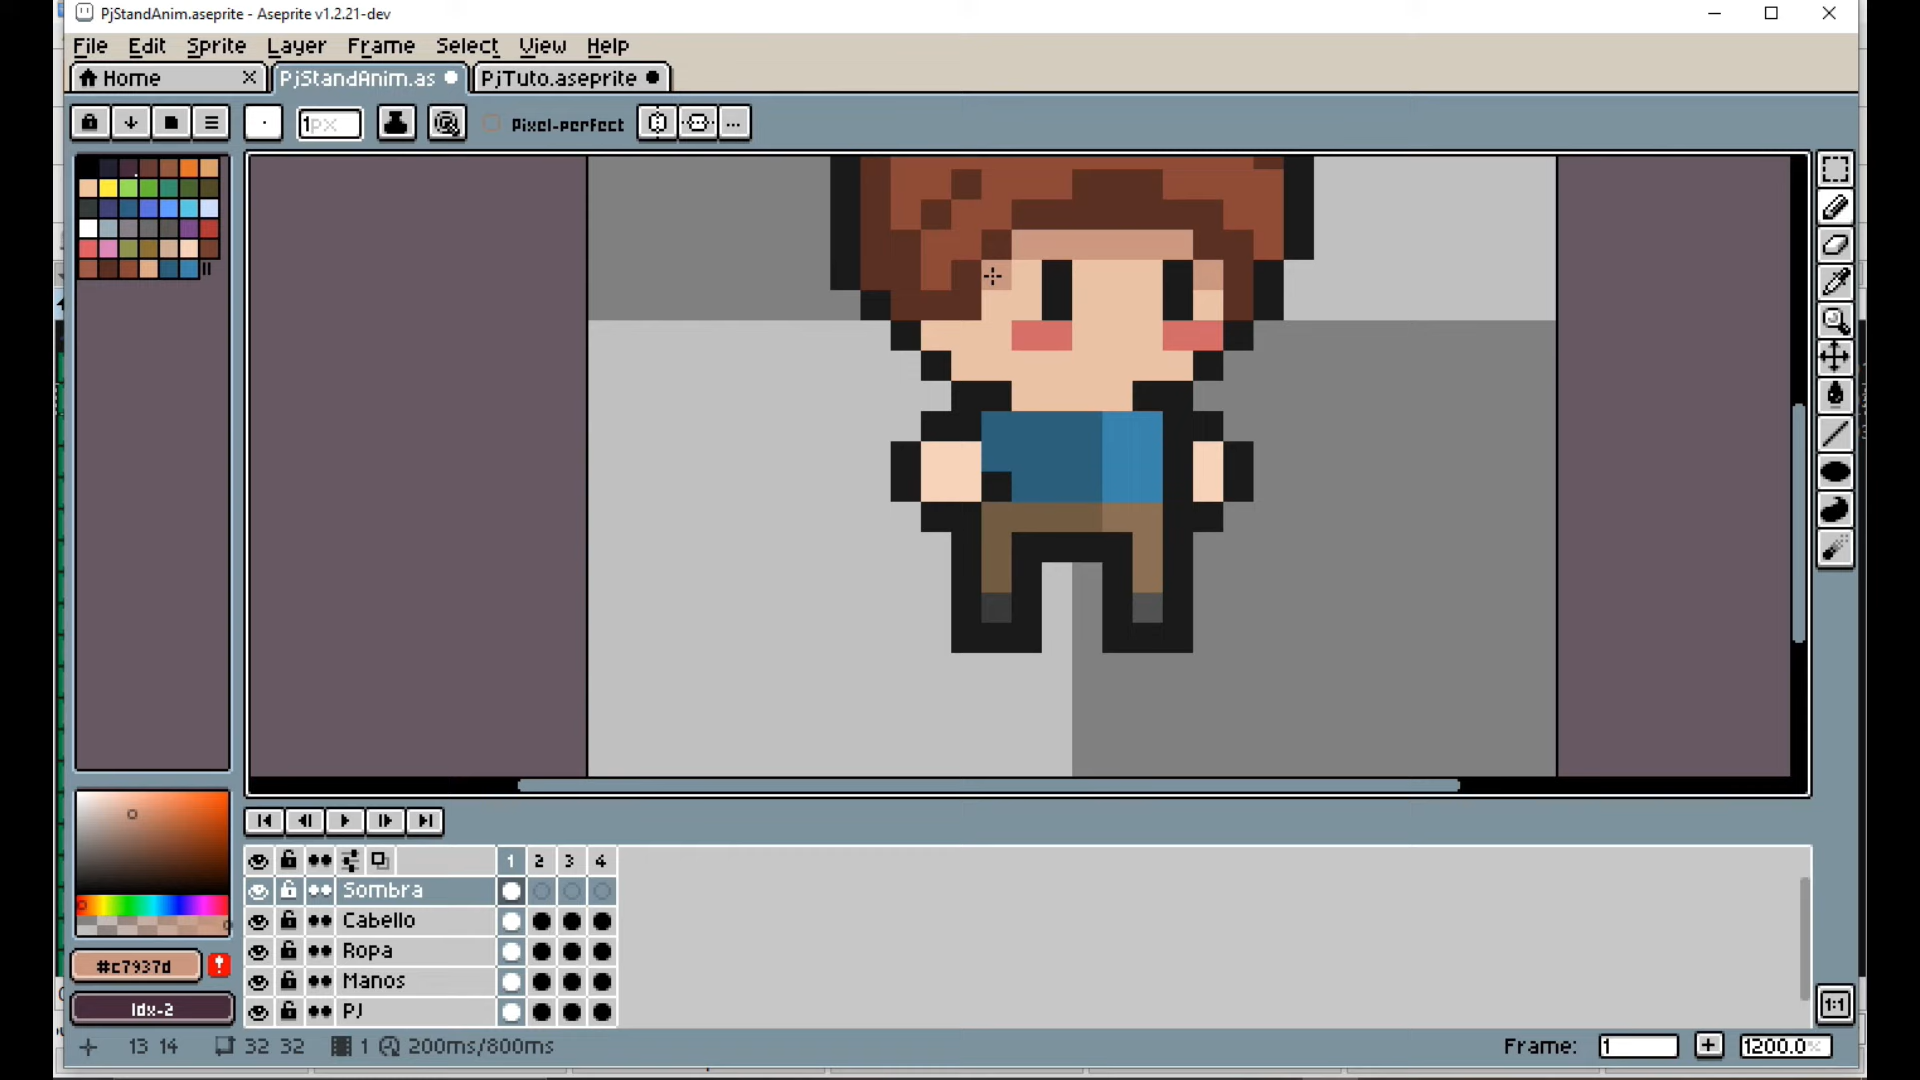 PjStandAnim.aseprite - Aseprite v1.2.21-dev
File Edit Sprite Layer Frame Select View Help
Home PjStandAnim.as PjTuto.aseprite
1px Pixel-perfect ...
1 2 3 4
Sombra
Cabello
Ropa
Manos
PJ
#c7937d !
Idx-2
1:1
13 14 32 32 1 200ms/800ms Frame: 1 + 1200.0%